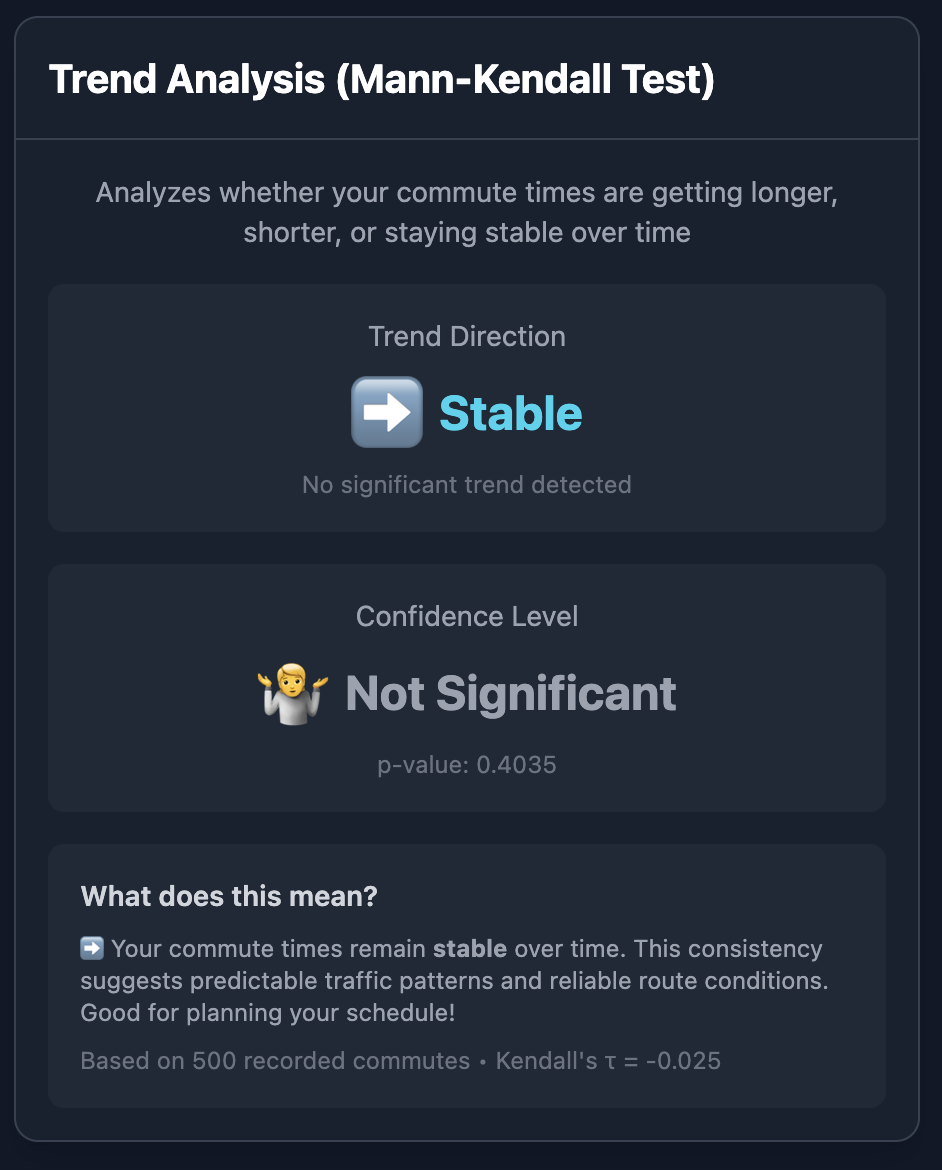 Trend Analysis (Mann-Kendall Test)
Analyzes whether your commute times are getting longer,
shorter, or staying stable over time
Trend Direction
➡️ Stable
No significant trend detected
Confidence Level
🤷 Not Significant
p-value: 0.4035
What does this mean?
➡️ Your commute times remain stable over time. This consistency
suggests predictable traffic patterns and reliable route conditions.
Good for planning your schedule!
Based on 500 recorded commutes • Kendall's τ = -0.025